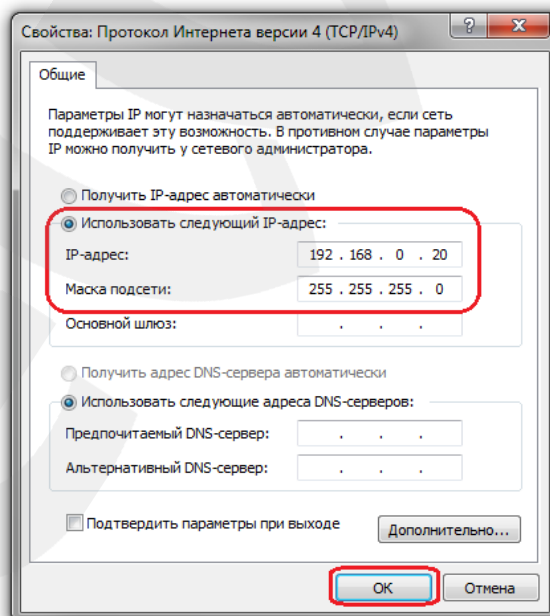 Свойства: Протокол Интернета версии 4 (TCP/IPv4)
Общие
Параметры IP могут назначаться автоматически, если сеть
поддерживает эту возможность. В противном случае параметры
IP можно получить у сетевого администратора.
Получить IP-адрес автоматически
Использовать следующий IP-адрес:
IP-адрес: 192 . 168 . 0 . 20
Маска подсети: 255 . 255 . 255 . 0
Основной шлюз: . . .
Получить адрес DNS-сервера автоматически
Использовать следующие адреса DNS-серверов:
Предпочитаемый DNS-сервер: . . .
Альтернативный DNS-сервер: . . .
Подтвердить параметры при выходе
Дополнительно...
ОК Отмена